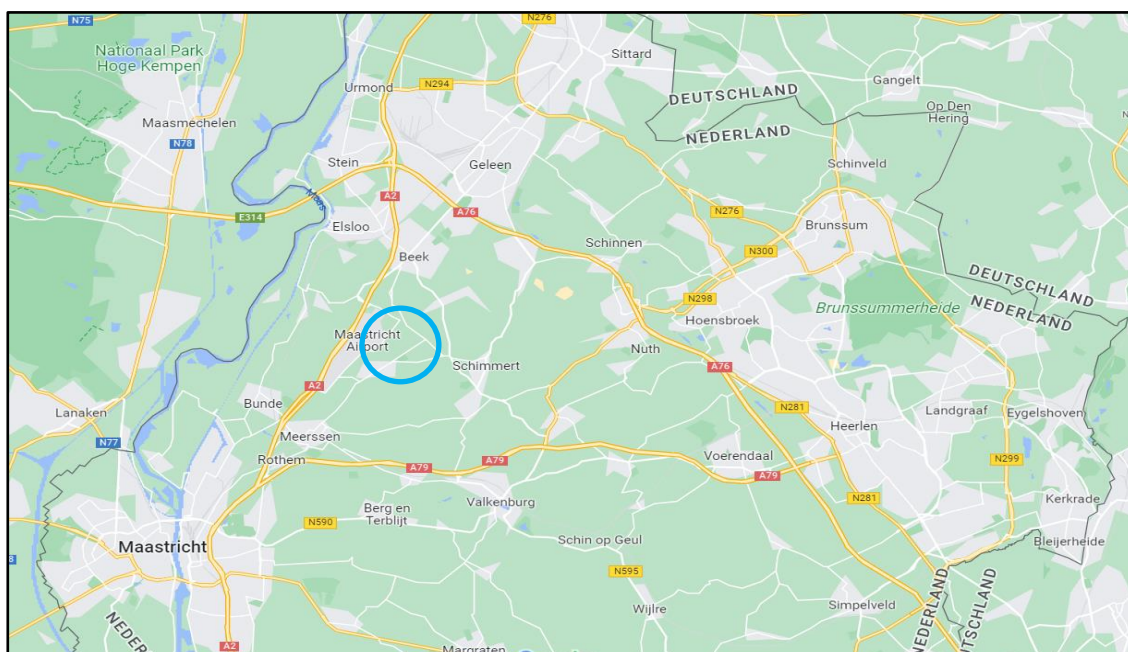 N75
N276
Nationaal Park
Hoge Kempen
Sittard
Gangelt
Urmond
N294
DEUTSCHLAND
Op Den
Hering
Maasmechelen
NEDERLAND
N78
Stein
Geleen
Schinveld
A2
Maas
A76
N276
E314
Elsloo
Brunssum
Schinnen
N300
Beek
DEUTSCHLAND
NEDERLAND
N298
Brunssummerheide
Hoensbroek
Maastricht
Airport
Nuth
Schimmert
A76
A2
Bunde
N281
Landgraaf
Eygelshoven
Lanaken
Heerlen
N77
Meerssen
Rothem
A79
A79
Voerendaal
N299
A79
Valkenburg
N281
Kerkrade
Berg en
Terblijt
N590
Maastricht
Schin op Geul
Bleijerheide
N595
Wijlre
Simpelveld
NEDERLAND
DEUTSCHLAND
NEDER
A2
Margraten